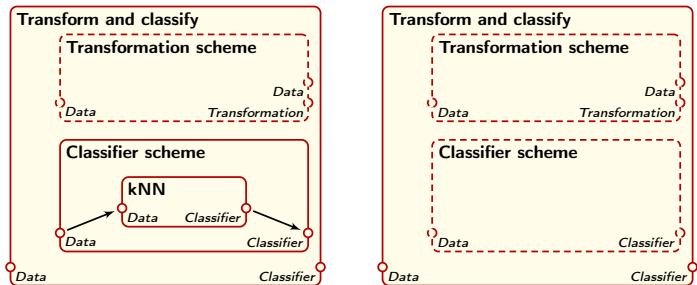 Transform and classify
Transformation scheme
Data
Data
Transformation
Classifier scheme
kNN
Data
Classifier
Data
Classifier
Data
Classifier
Transform and classify
Transformation scheme
Data
Data
Transformation
Classifier scheme
Data
Classifier
Data
Classifier